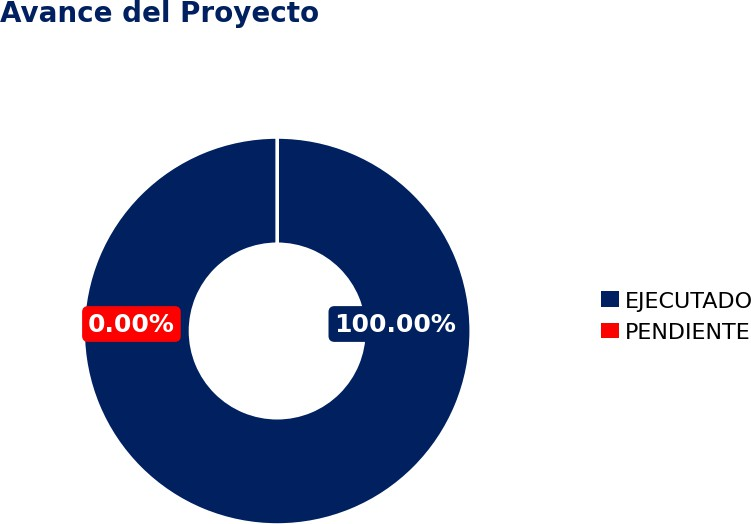 Avance del Proyecto
0.00%
100.00%
EJECUTADO
PENDIENTE